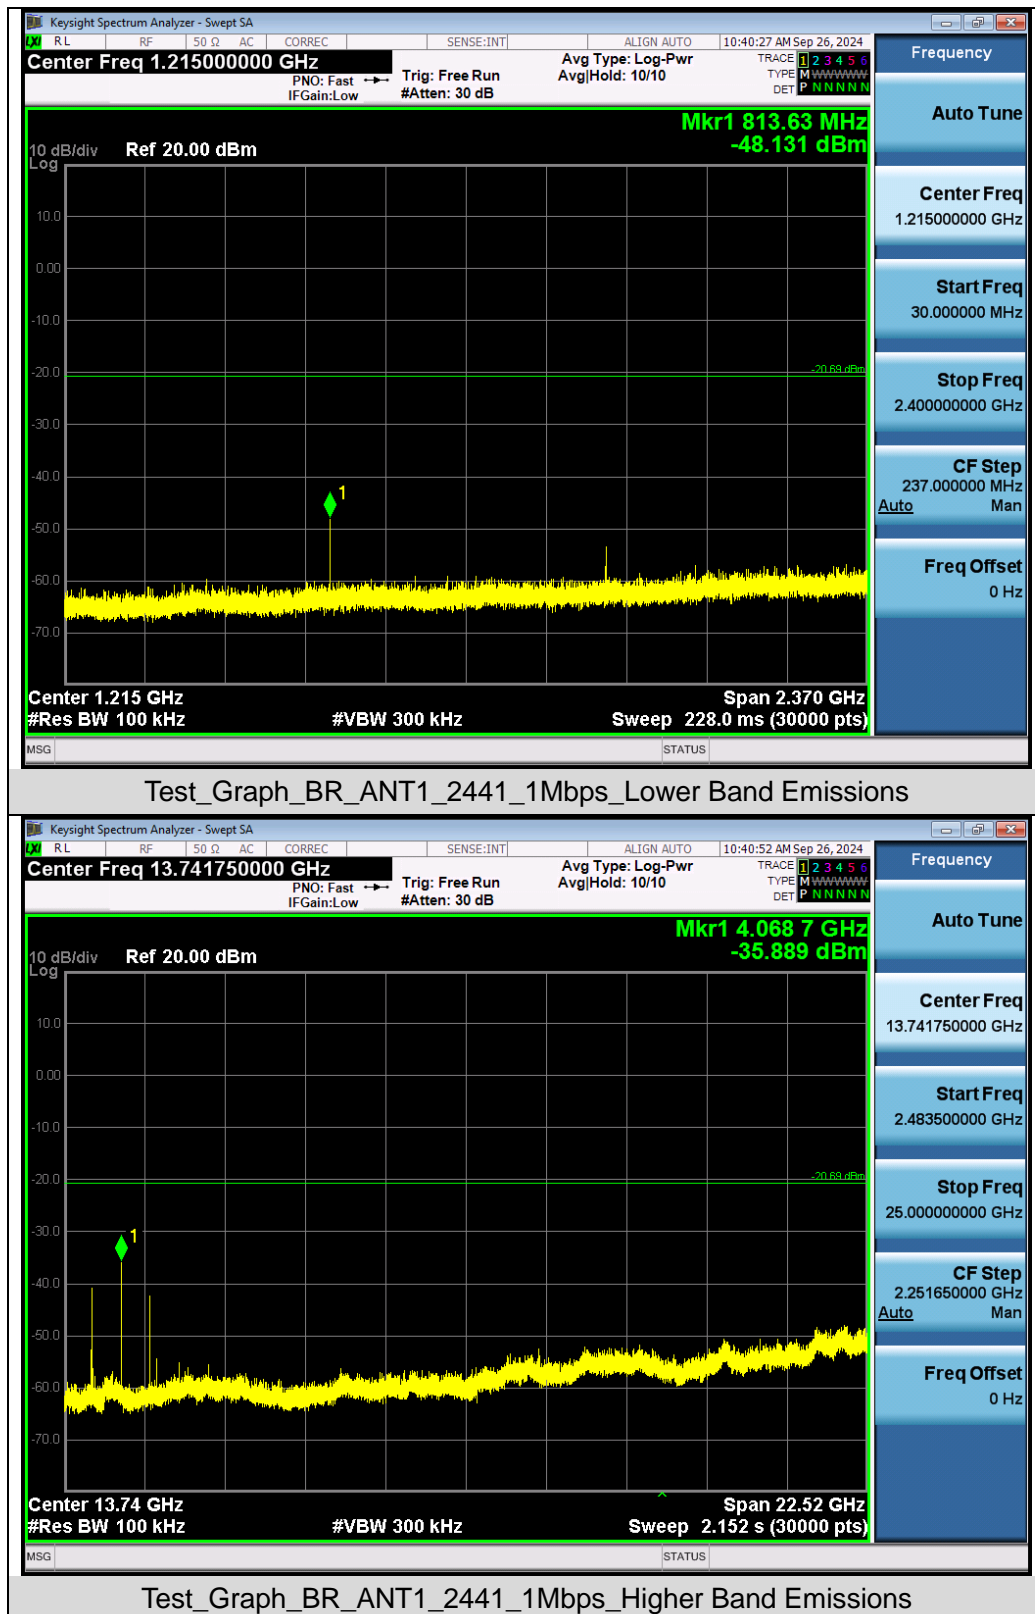 Keysight Spectrum Analyzer - Swept SA
LXI RL RF 50 Ω AC CORREC SENSE:INT ALIGN AUTO 10:40:27 AM Sep 26, 2024
Center Freq 1.215000000 GHz
PNO: Fast
IFGain:Low
Trig: Free Run
#Atten: 30 dB
Avg Type: Log-Pwr
Avg|Hold: 10/10
TRACE 1 2 3 4 5 6
TYPE M WWWWW
DET P N N N N N
Frequency
Auto Tune
Center Freq
1.215000000 GHz
Start Freq
30.000000 MHz
Stop Freq
2.400000000 GHz
CF Step
237.000000 MHz
Auto Man
Freq Offset
0 Hz
Mkr1 813.63 MHz
-48.131 dBm
10 dB/div Ref 20.00 dBm
Log
10.0
0.00
-10.0
-20.0
-20.69 dBm
-30.0
-40.0
1
-50.0
-60.0
-70.0
Center 1.215 GHz Span 2.370 GHz
#Res BW 100 kHz #VBW 300 kHz Sweep 228.0 ms (30000 pts)
MSG STATUS
Test_Graph_BR_ANT1_2441_1Mbps_Lower Band Emissions
Keysight Spectrum Analyzer - Swept SA
LXI RL RF 50 Ω AC CORREC SENSE:INT ALIGN AUTO 10:40:52 AM Sep 26, 2024
Center Freq 13.741750000 GHz
PNO: Fast
IFGain:Low
Trig: Free Run
#Atten: 30 dB
Avg Type: Log-Pwr
Avg|Hold: 10/10
TRACE 1 2 3 4 5 6
TYPE M WWWWW
DET P N N N N N
Frequency
Auto Tune
Center Freq
13.741750000 GHz
Start Freq
2.483500000 GHz
Stop Freq
25.000000000 GHz
CF Step
2.251650000 GHz
Auto Man
Freq Offset
0 Hz
Mkr1 4.068 7 GHz
-35.889 dBm
10 dB/div Ref 20.00 dBm
Log
10.0
0.00
-10.0
-20.0
-20.69 dBm
-30.0
1
-40.0
-50.0
-60.0
-70.0
Center 13.74 GHz Span 22.52 GHz
#Res BW 100 kHz #VBW 300 kHz Sweep 2.152 s (30000 pts)
MSG STATUS
Test_Graph_BR_ANT1_2441_1Mbps_Higher Band Emissions